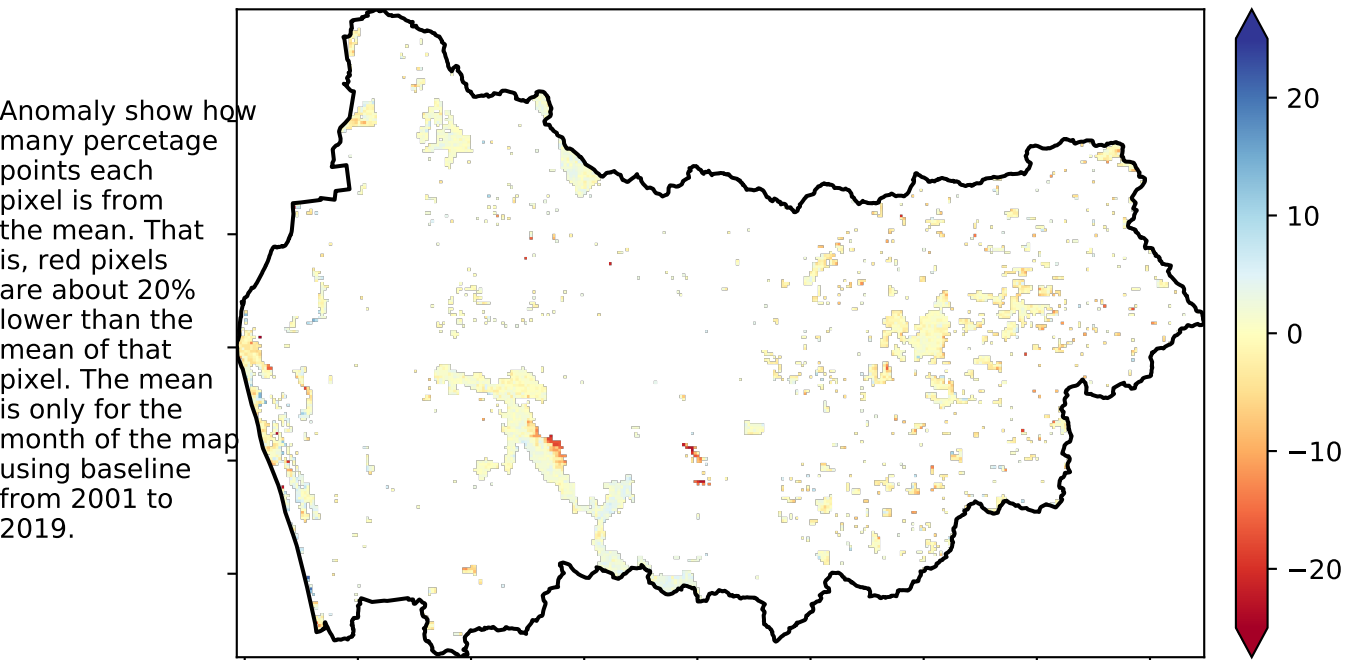 Anomaly show how
many percetage
points each
pixel is from
the mean. That
is, red pixels
are about 20%
lower than the
mean of that
pixel. The mean
is only for the
month of the map
using baseline
from 2001 to
2019.
20
10
0
−10
−20